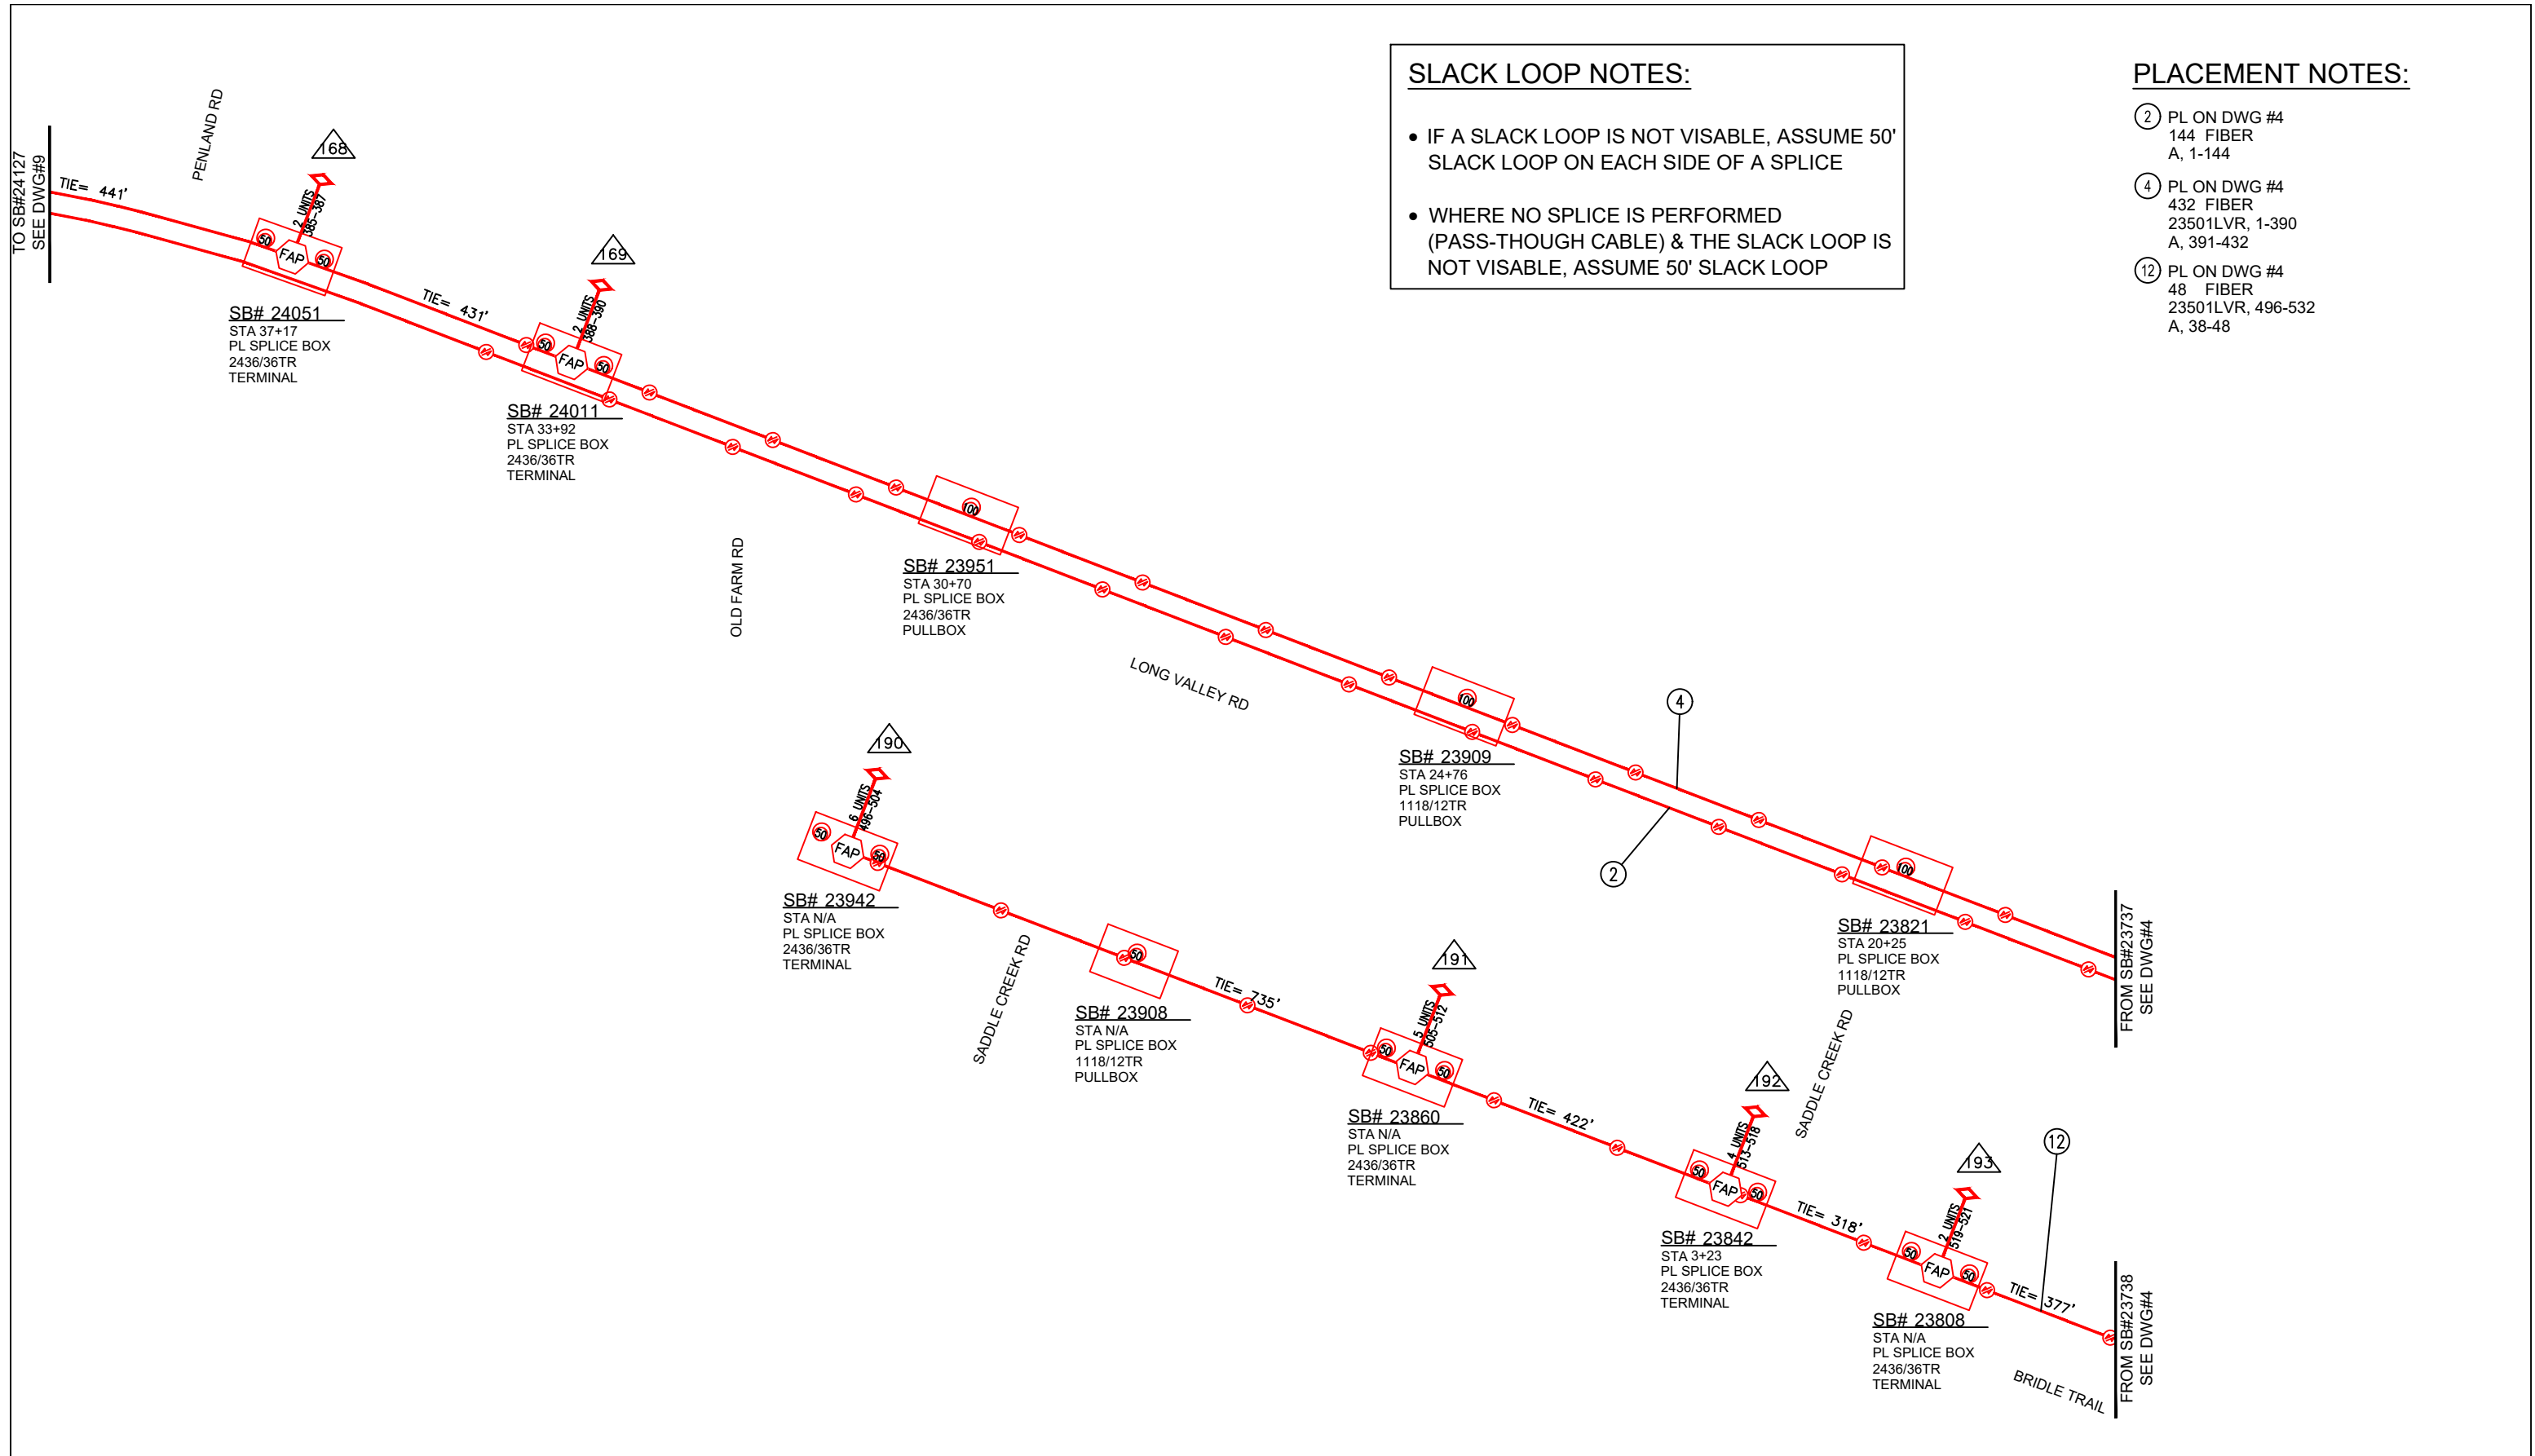 SLACK LOOP NOTES:
• IF A SLACK LOOP IS NOT VISABLE, ASSUME 50'
SLACK LOOP ON EACH SIDE OF A SPLICE
• WHERE NO SPLICE IS PERFORMED
(PASS-THOUGH CABLE) & THE SLACK LOOP IS
NOT VISABLE, ASSUME 50' SLACK LOOP
PLACEMENT NOTES:
2 PL ON DWG #4
144 FIBER
A, 1-144
4 PL ON DWG #4
432 FIBER
23501LVR, 1-390
A, 391-432
12 PL ON DWG #4
48 FIBER
23501LVR, 496-532
A, 38-48
TO SB#24127
SEE DWG#9
TIE= 441'
PENLAND RD
168
2 UNITS
385-387
50
FAP
50
SB# 24051
STA 37+17
PL SPLICE BOX
2436/36TR
TERMINAL
TIE= 431'
169
2 UNITS
388-390
50
FAP
50
SB# 24011
STA 33+92
PL SPLICE BOX
2436/36TR
TERMINAL
OLD FARM RD
100
SB# 23951
STA 30+70
PL SPLICE BOX
2436/36TR
PULLBOX
LONG VALLEY RD
100
SB# 23909
STA 24+76
PL SPLICE BOX
1118/12TR
PULLBOX
4
2
100
SB# 23821
STA 20+25
PL SPLICE BOX
1118/12TR
PULLBOX
FROM SB#23737
SEE DWG#4
190
6 UNITS
496-504
50
FAP
50
SB# 23942
STA N/A
PL SPLICE BOX
2436/36TR
TERMINAL
SADDLE CREEK RD
50
SB# 23908
STA N/A
PL SPLICE BOX
1118/12TR
PULLBOX
TIE= 735'
191
5 UNITS
505-512
50
FAP
50
SB# 23860
STA N/A
PL SPLICE BOX
2436/36TR
TERMINAL
TIE= 422'
192
4 UNITS
513-518
50
FAP
50
SB# 23842
STA 3+23
PL SPLICE BOX
2436/36TR
TERMINAL
SADDLE CREEK RD
TIE= 318'
193
2 UNITS
519-521
50
FAP
50
SB# 23808
STA N/A
PL SPLICE BOX
2436/36TR
TERMINAL
12
TIE= 377'
BRIDLE TRAIL
FROM SB#23738
SEE DWG#4